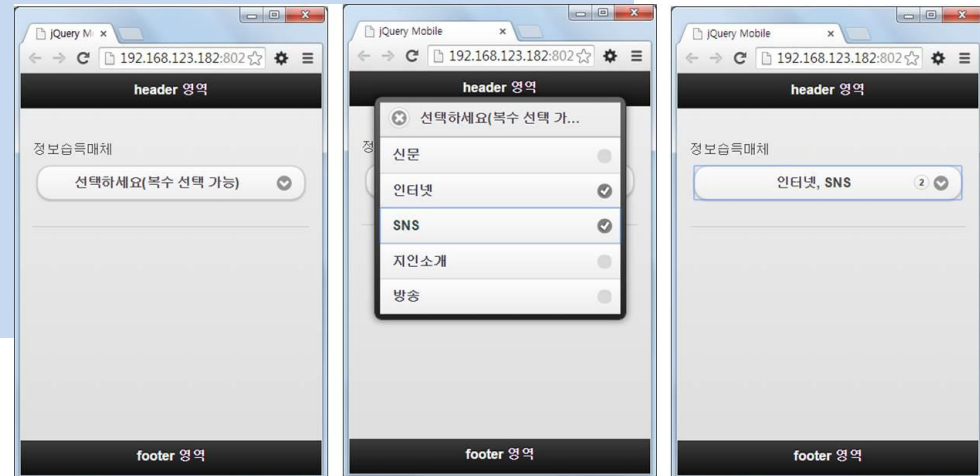 jQuery M
192.168.123.182:802
header 영역
정보습득매체
선택하세요(복수 선택 가능)
footer 영역
jQuery Mobile
192.168.123.182:802
header 영역
정
선택하세요(복수 선택 가...
신문
인터넷
SNS
지인소개
방송
footer 영역
jQuery Mobile
192.168.123.182:802
header 영역
정보습득매체
인터넷, SNS 2
footer 영역